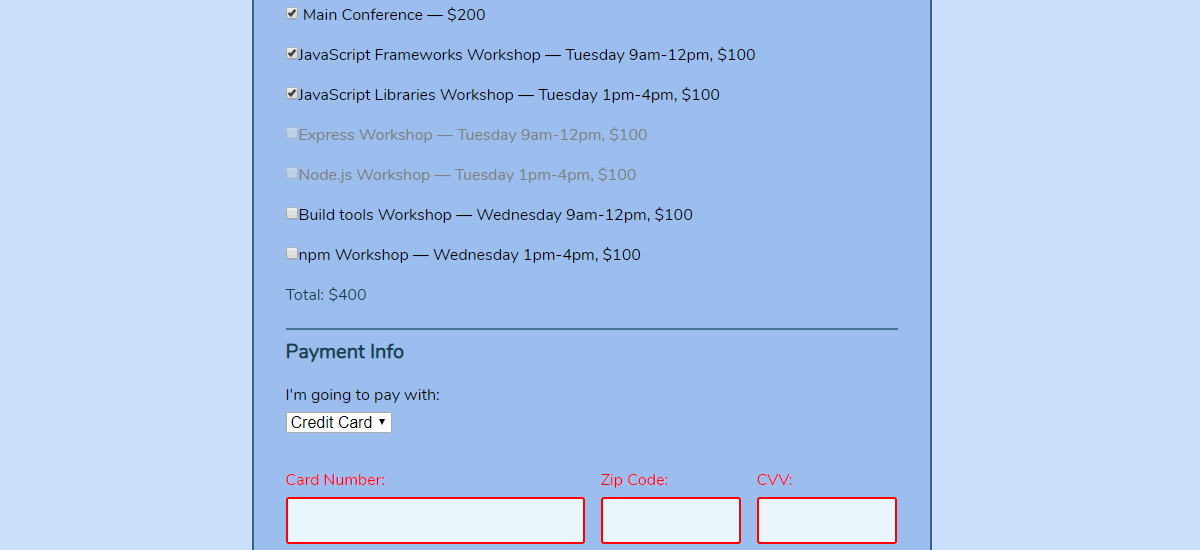 Main Conference — $200
JavaScript Frameworks Workshop — Tuesday 9am-12pm, $100
JavaScript Libraries Workshop — Tuesday 1pm-4pm, $100
Express Workshop — Tuesday 9am-12pm, $100
Node.js Workshop — Tuesday 1pm-4pm, $100
Build tools Workshop — Wednesday 9am-12pm, $100
npm Workshop — Wednesday 1pm-4pm, $100
Total: $400
Payment Info
I'm going to pay with:
Credit Card
Card Number: Zip Code: CVV: